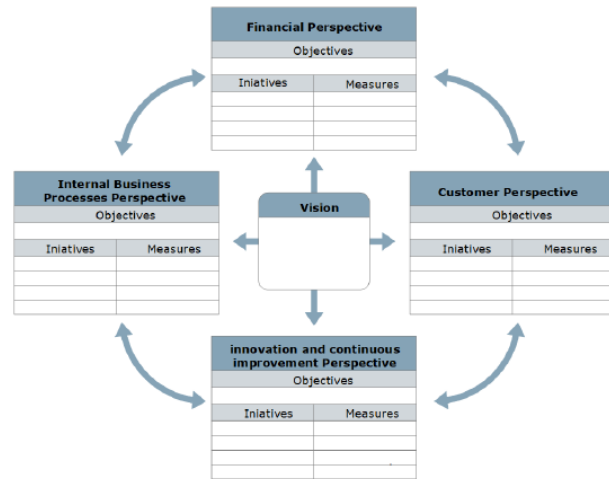 Financial Perspective
Objectives
Iniatives Measures
Internal Business
Processes Perspective
Objectives
Iniatives Measures
Vision
Customer Perspective
Objectives
Iniatives Measures
innovation and continuous
improvement Perspective
Objectives
Iniatives Measures